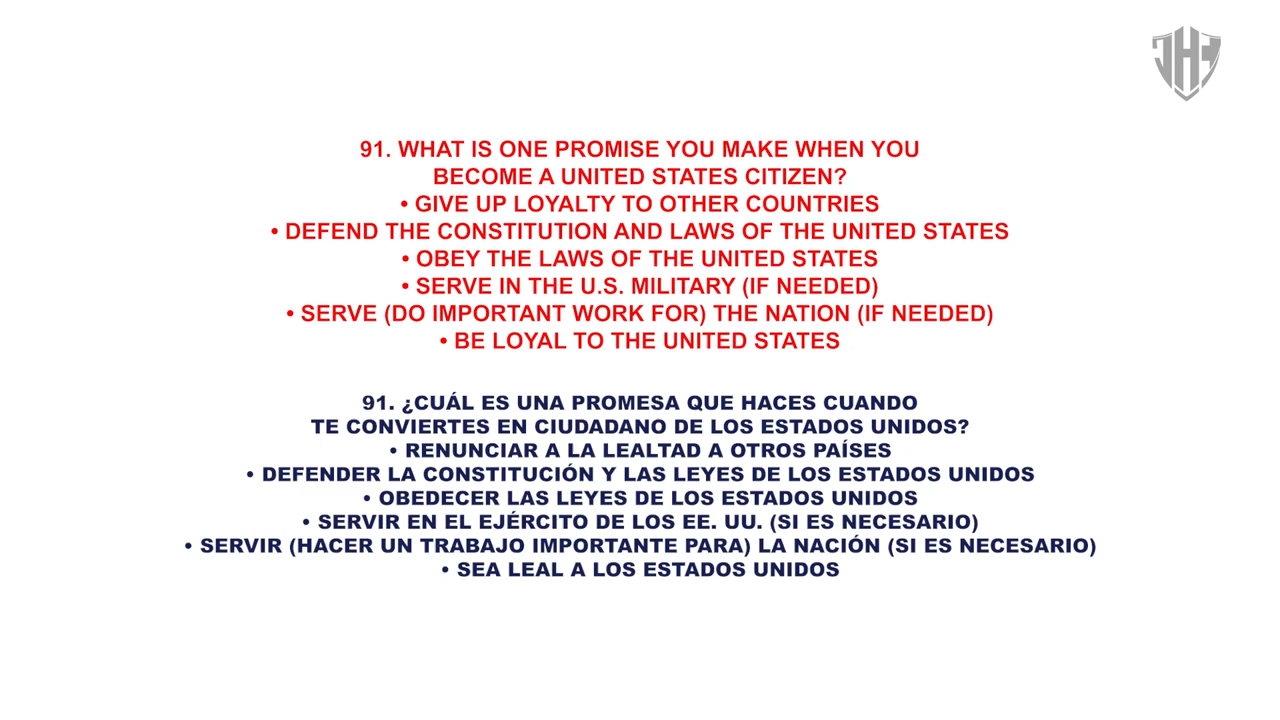 JHE
91. WHAT IS ONE PROMISE YOU MAKE WHEN YOU
BECOME A UNITED STATES CITIZEN?
• GIVE UP LOYALTY TO OTHER COUNTRIES
• DEFEND THE CONSTITUTION AND LAWS OF THE UNITED STATES
• OBEY THE LAWS OF THE UNITED STATES
• SERVE IN THE U.S. MILITARY (IF NEEDED)
• SERVE (DO IMPORTANT WORK FOR) THE NATION (IF NEEDED)
• BE LOYAL TO THE UNITED STATES
91. ¿CUÁL ES UNA PROMESA QUE HACES CUANDO
TE CONVIERTES EN CIUDADANO DE LOS ESTADOS UNIDOS?
• RENUNCIAR A LA LEALTAD A OTROS PAÍSES
• DEFENDER LA CONSTITUCIÓN Y LAS LEYES DE LOS ESTADOS UNIDOS
• OBEDECER LAS LEYES DE LOS ESTADOS UNIDOS
• SERVIR EN EL EJÉRCITO DE LOS EE. UU. (SI ES NECESARIO)
• SERVIR (HACER UN TRABAJO IMPORTANTE PARA) LA NACIÓN (SI ES NECESARIO)
• SEA LEAL A LOS ESTADOS UNIDOS